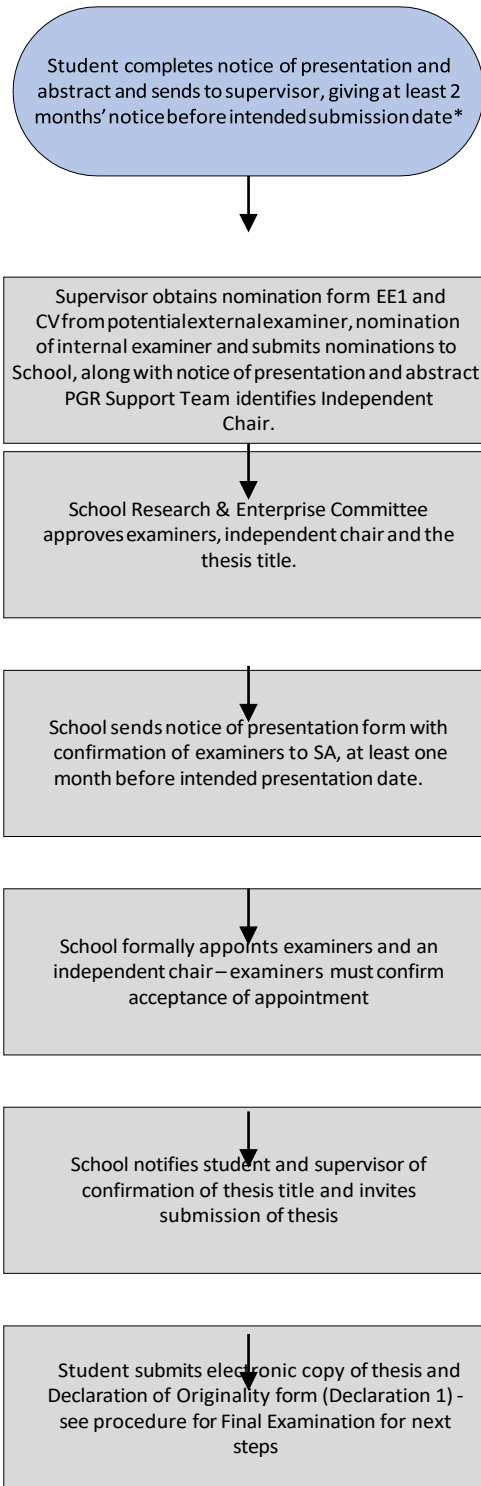 Student completes notice of presentation and
abstract and sends to supervisor, giving at least 2
months’ notice before intended submission date*
Supervisor obtains nomination form EE1 and
CV from potential external examiner, nomination
of internal examiner and submits nominations to
School, along with notice of presentation and abstract
PGR Support Team identifies Independent
Chair.
School Research & Enterprise Committee
approves examiners, independent chair and the
thesis title.
School sends notice of presentation form with
confirmation of examiners to SA, at least one
month before intended presentation date.
School formally appoints examiners and an
independent chair – examiners must confirm
acceptance of appointment
School notifies student and supervisor of
confirmation of thesis title and invites
submission of thesis
Student submits electronic copy of thesis and
Declaration of Originality form (Declaration 1) -
see procedure for Final Examination for next
steps